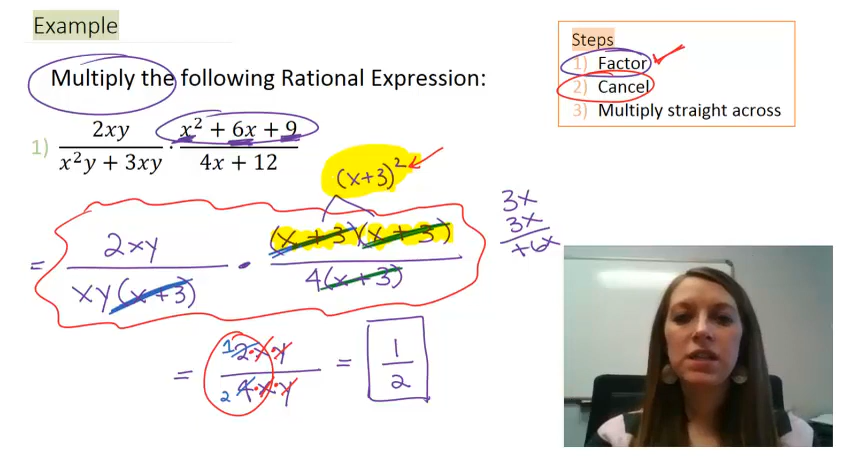 Example
Multiply the following Rational Expression:
1) 2xy / x²y + 3xy · x² + 6x + 9 / 4x + 12
Steps
1) Factor
2) Cancel
3) Multiply straight across
(x+3)²
3x
3x
+6x
= 2xy / xy(x+3) · (x+3)(x+3) / 4(x+3)
= 1 2·x·y / 2 4·x·y = 1/2